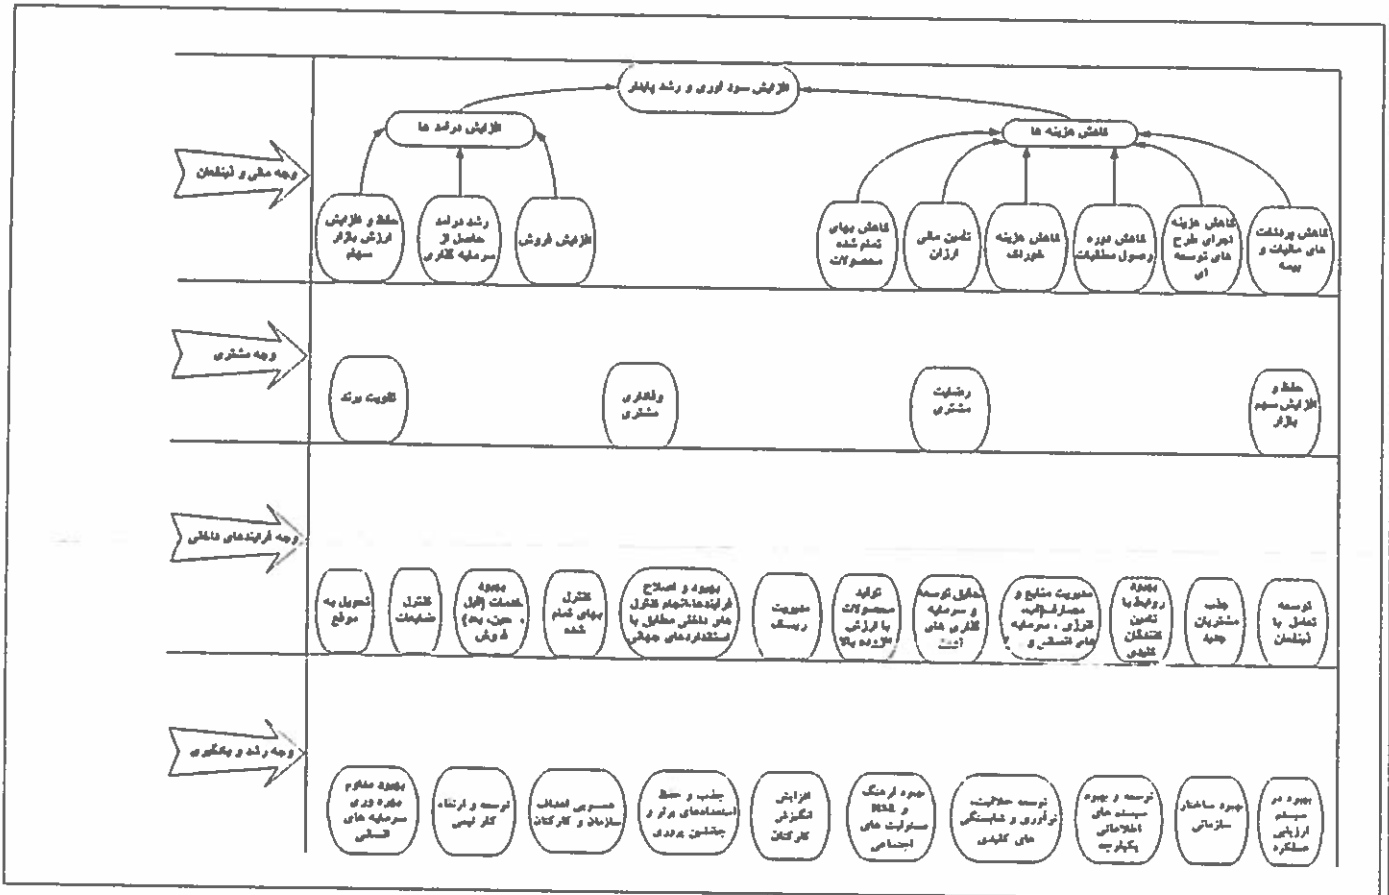 افزایش سود آوری و رشد پایدار
افزایش درآمد ها
کاهش هزینه ها
وجه مالی و ذینفعان
حفظ و افزایش
ارزش بازار
سهام
رشد درآمد
حاصل از
سرمایه گذاری
افزایش فروش
کاهش بهای
تمام شده
محصولات
تامین مالی
ارزان
کاهش هزینه
خوراک
کاهش دوره
وصول مطالبات
کاهش هزینه
اجرای طرح
های توسعه
ای
کاهش پرداخت
های مالیات و
بیمه
وجه مشتری
تقویت برند
وفاداری
مشتری
رضایت
مشتری
حفظ و
افزایش سهم
بازار
وجه فرایندهای داخلی
تحویل به
موقع
کنترل
ضایعات
بهبود
خدمات (قبل
، حین، بعد)
فروش
کنترل
بهای تمام
شده
بهبود و اصلاح
فرایندها،انجام کنترل
های داخلی مطابق با
استانداردهای جهانی
مدیریت
ریسک
تولید
محصولات
با ارزش
افزوده بالا
توسعه
و سرمایه
گذاری های
مدیریت منابع و
مصارف(آب،
انرژی ، سرمایه
های انسانی و
بهبود
روابط با
تامین
کنندگان
کلیدی
جذب
مشتریان
جدید
توسعه
تعامل با
ذینفعان
وجه رشد و یادگیری
بهبود مداوم
بهره وری
سرمایه های
انسانی
توسعه و ارتقاء
کار تیمی
همسویی اهداف
سازمان و کارکنان
جذب و حفظ
استعدادهای برتر و
جانشین پروری
افزایش
انگیزش
کارکنان
بهبود فرهنگ
و HSE
مسئولیت های
اجتماعی
توسعه خلاقیت،
نوآوری و شایستگی
های کلیدی
توسعه و بهبود
سیستم های
اطلاعاتی
یکپارچه
بهبود ساختار
سازمانی
بهبود در
سیستم
ارزیابی
عملکرد